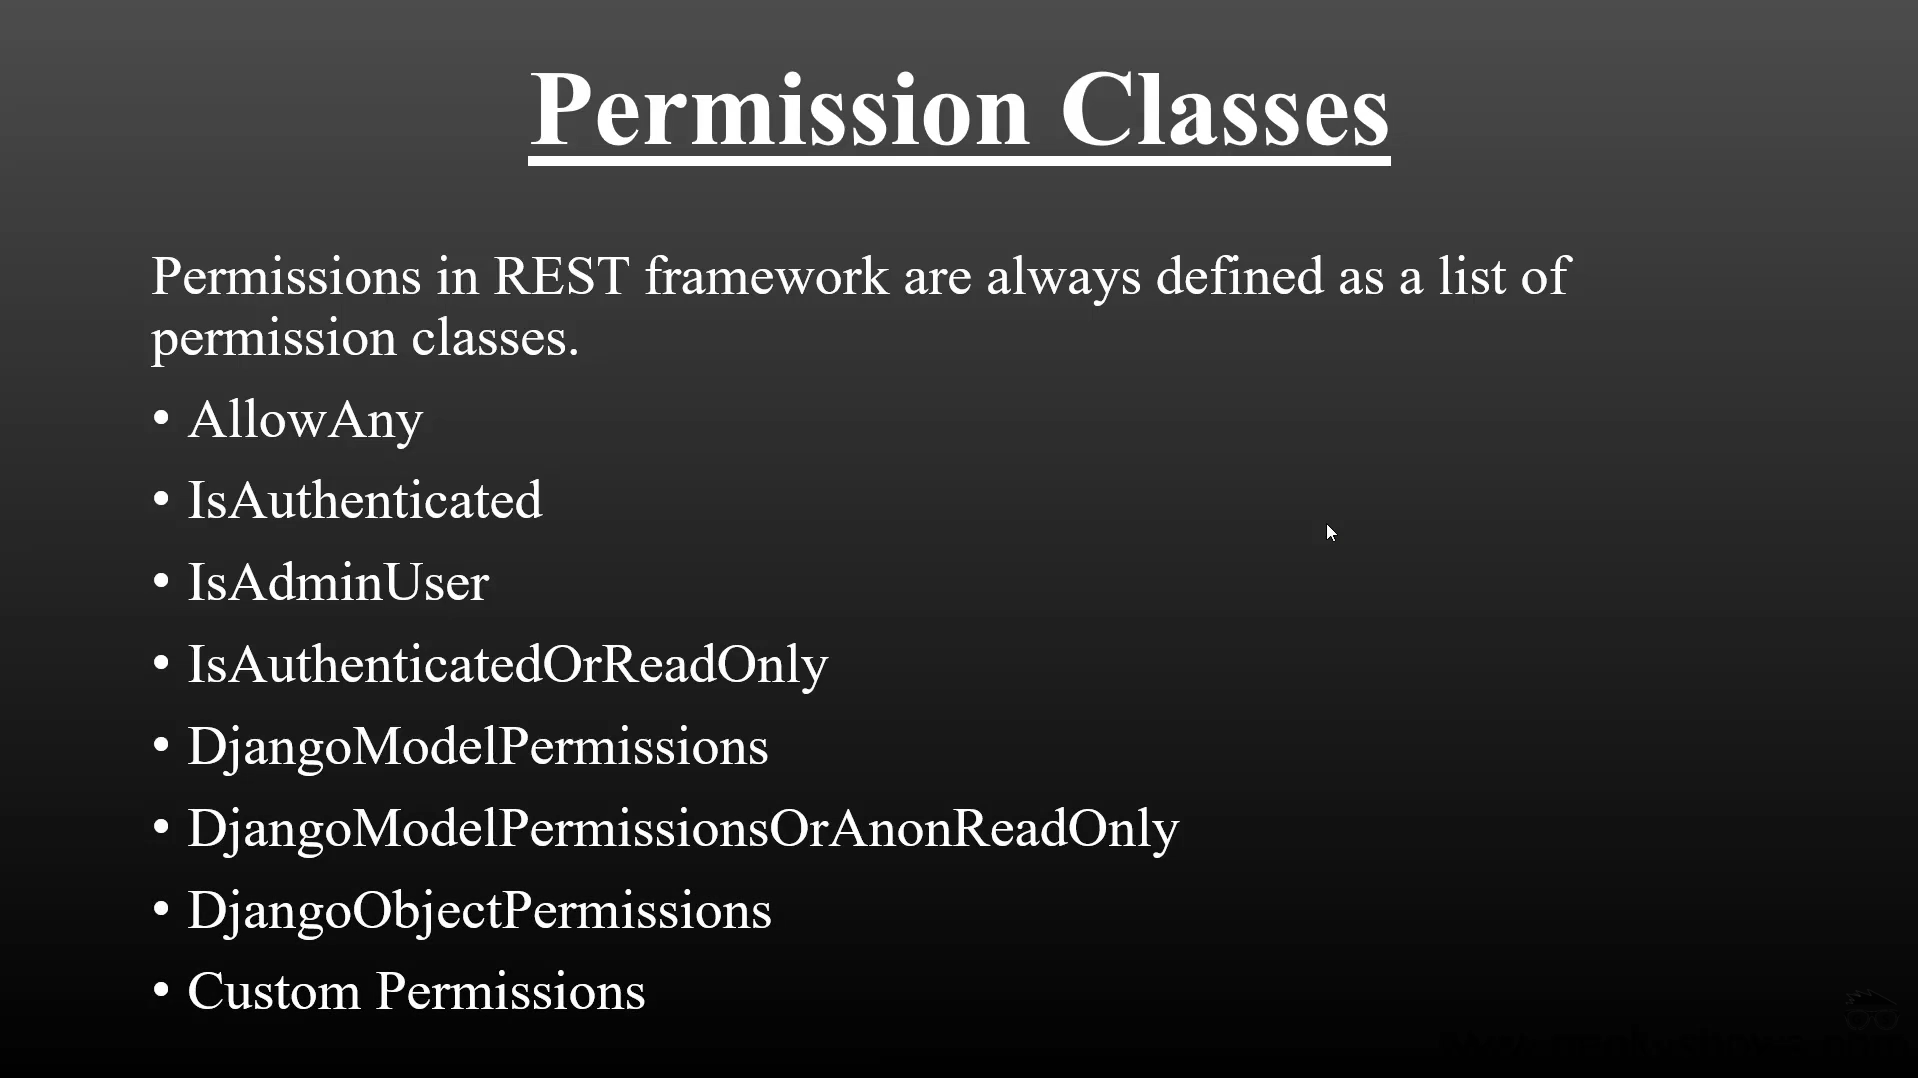 Permission Classes
Permissions in REST framework are always defined as a list of
permission classes.
• AllowAny
• IsAuthenticated
• IsAdminUser
• IsAuthenticatedOrReadOnly
• DjangoModelPermissions
• DjangoModelPermissionsOrAnonReadOnly
• DjangoObjectPermissions
• Custom Permissions